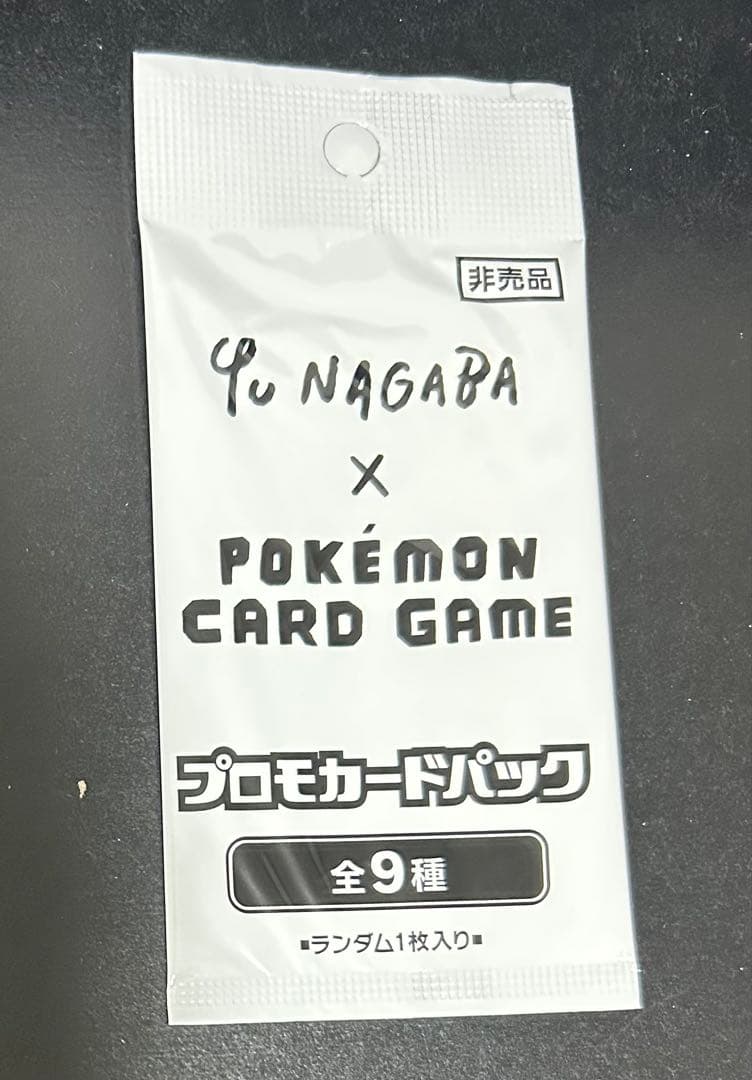 非売品
Yu NAGABA
×
POKÉMON
CARD GAME
プロモカードパック
全9種
■ランダム1枚入り■